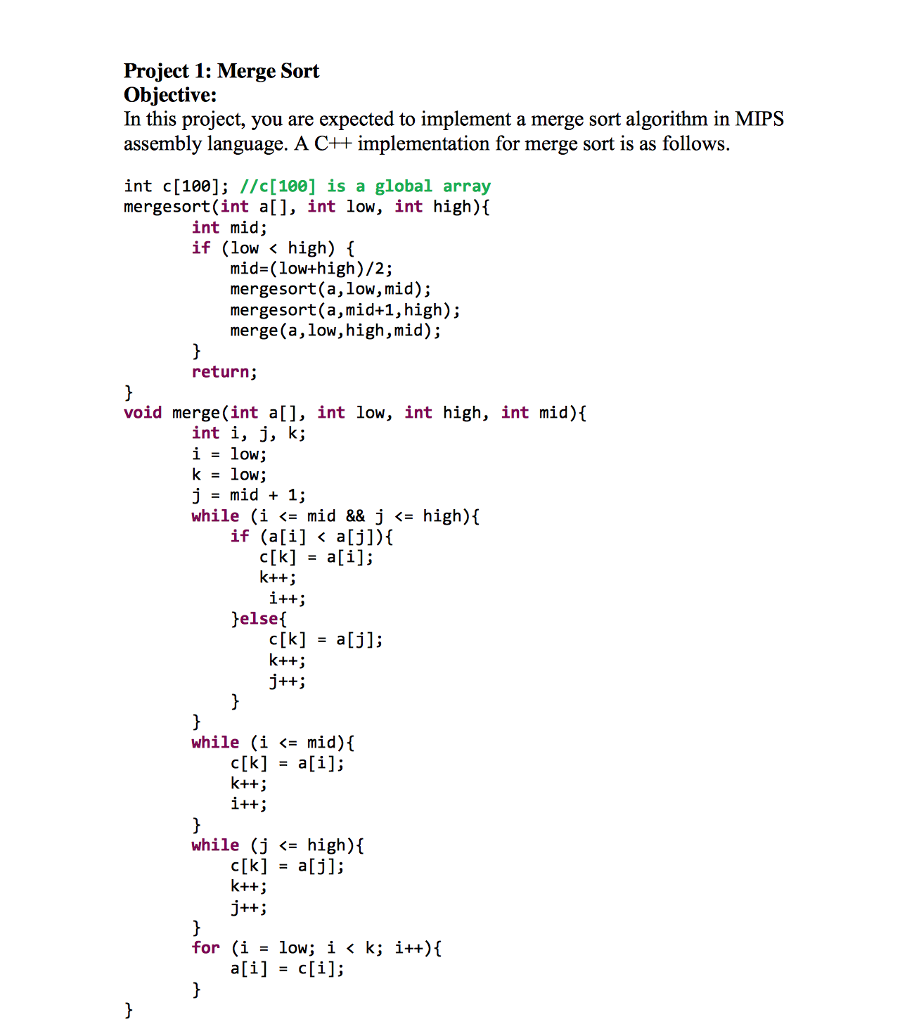 Project 1: Merge Sort
Objective:
In this project, you are expected to implement a merge sort algorithm in MIPS
assembly language. A C++ implementation for merge sort is as follows.
int c[100]; //c[100] is a global array
mergesort(int a[], int low, int high){
int mid;
if (low < high) {
mid=(low+high)/2;
mergesort(a,low,mid);
mergesort(a,mid+1,high);
merge(a,low,high,mid);
}
return;
}
void merge(int a[], int low, int high, int mid){
int i, j, k;
i = low;
k = low;
j = mid + 1;
while (i <= mid && j <= high){
if (a[i] < a[j]){
c[k] = a[i];
k++;
i++;
}else{
c[k] = a[j];
k++;
j++;
}
}
while (i <= mid){
c[k] = a[i];
k++;
i++;
}
while (j <= high){
c[k] = a[j];
k++;
j++;
}
for (i = low; i < k; i++){
a[i] = c[i];
}
}